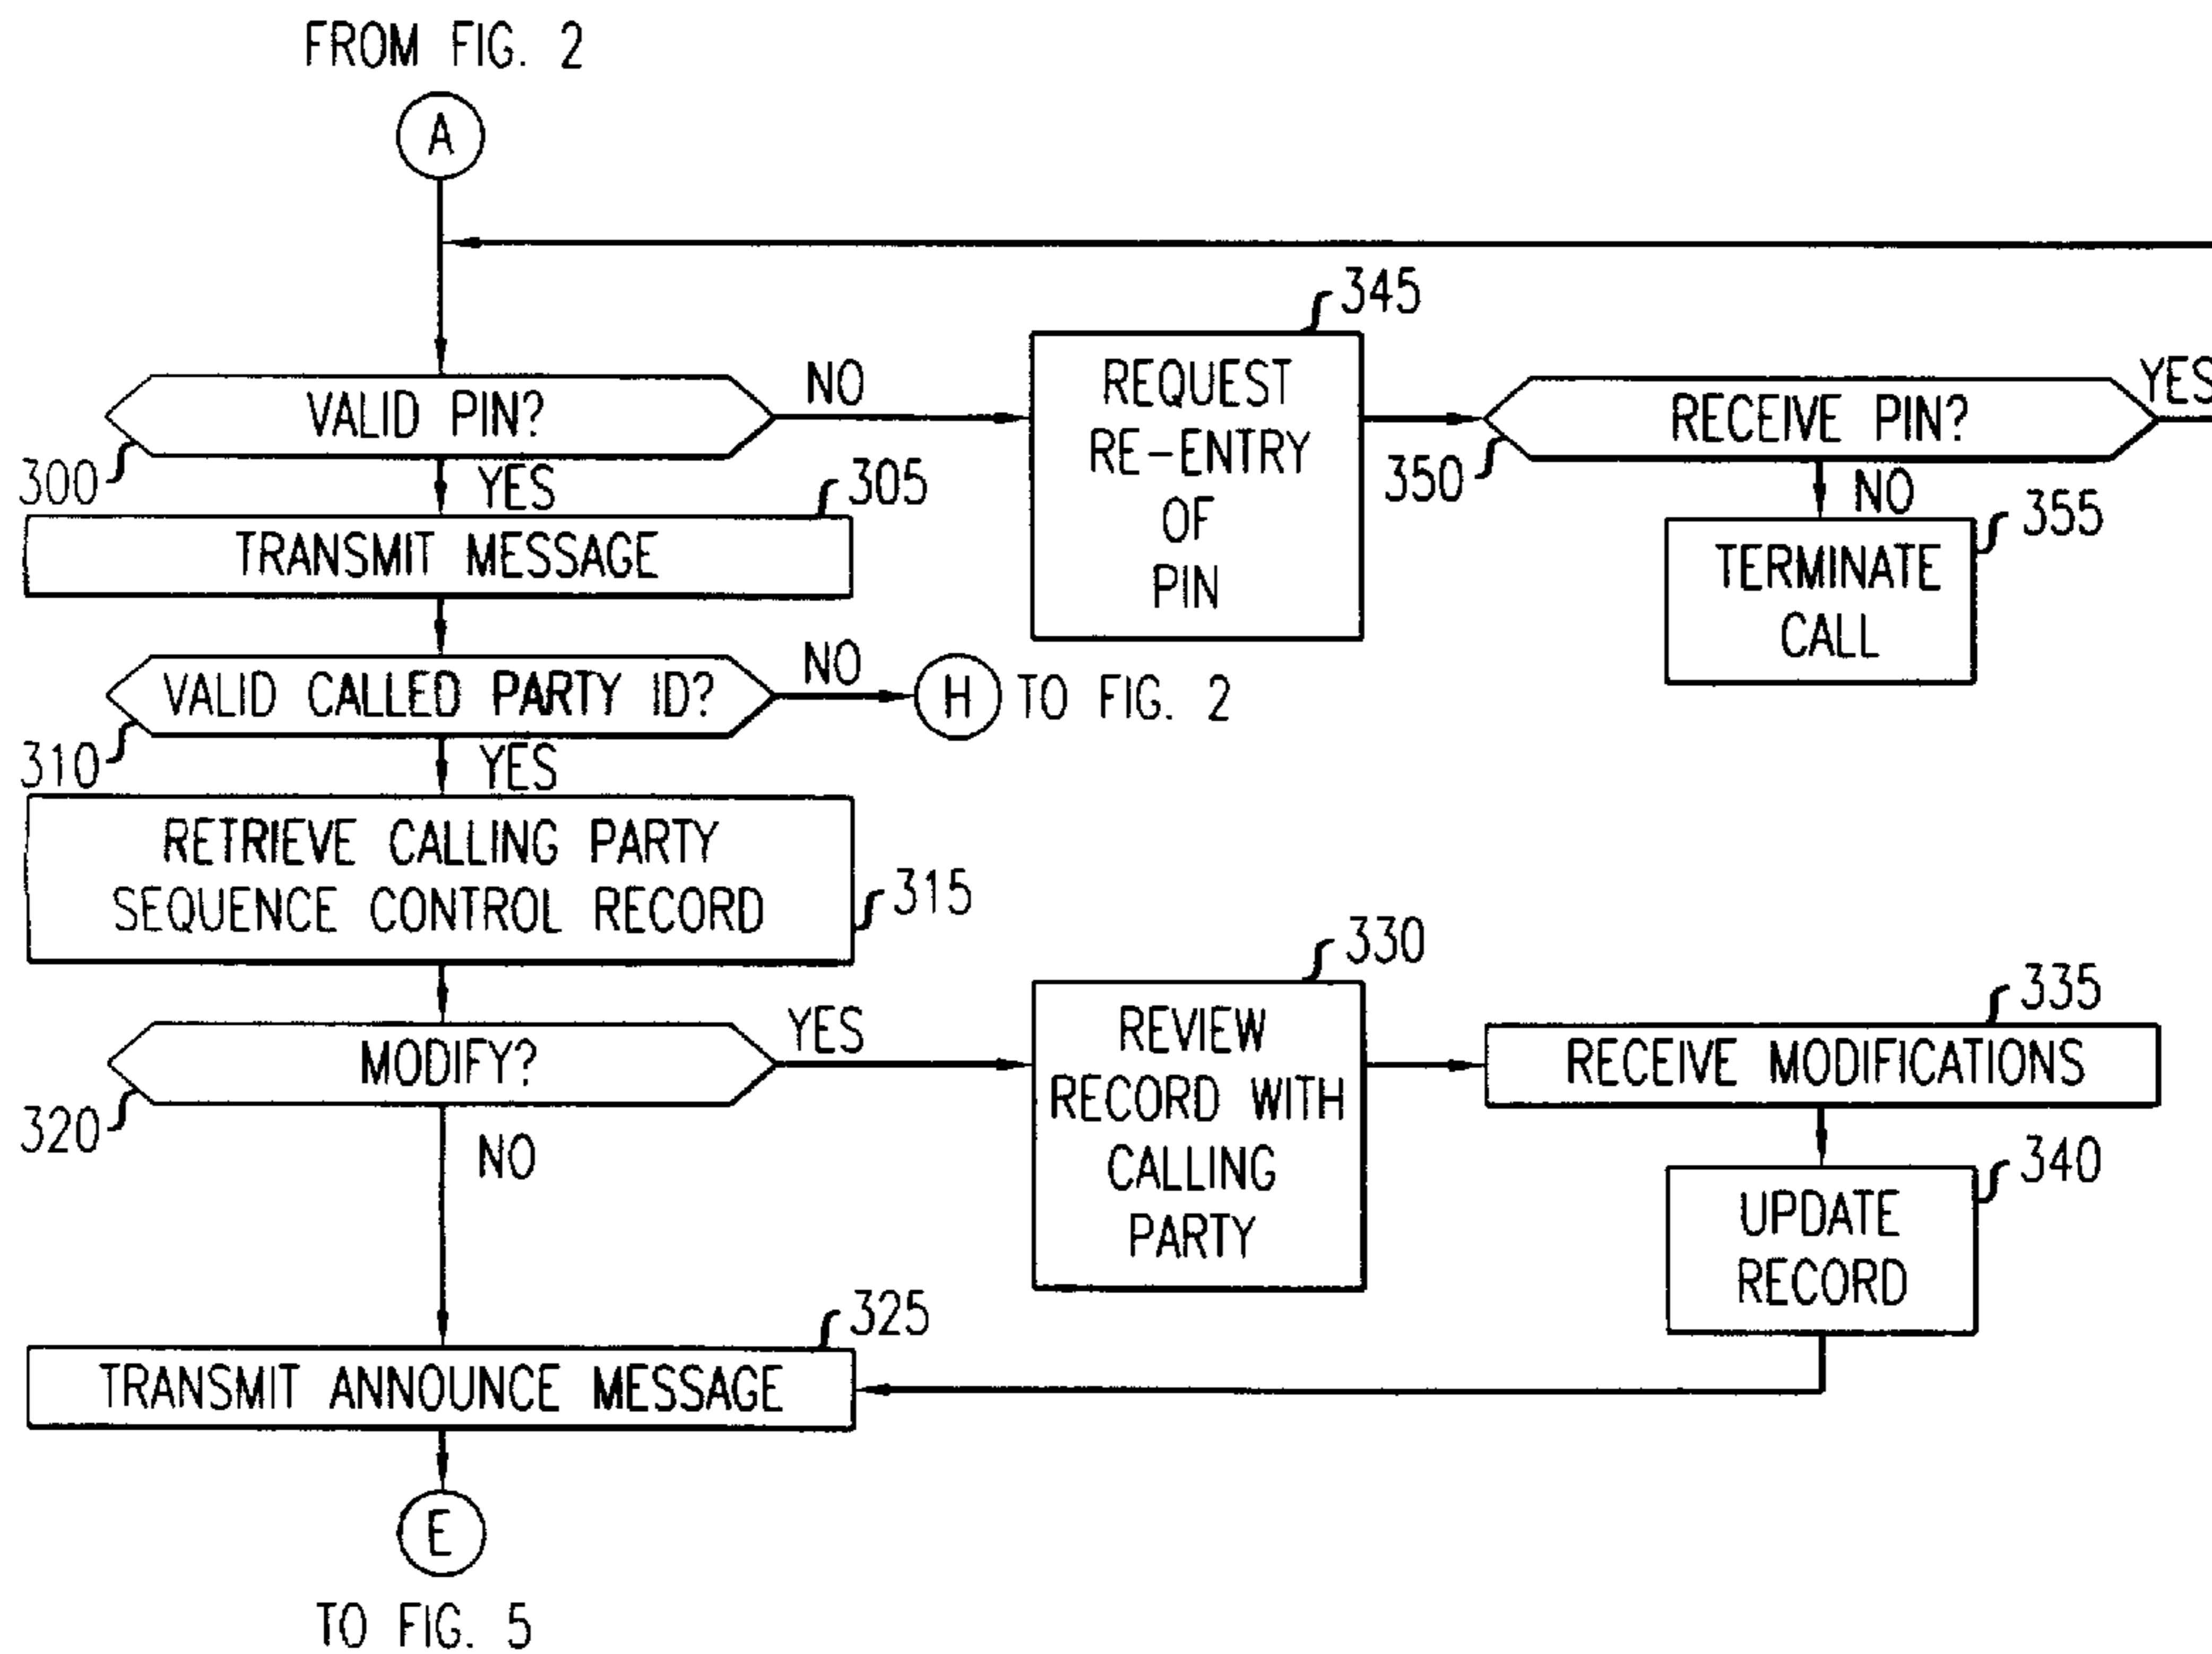 FROM FIG. 2
A
345
VALID PIN?
NO
REQUEST
RE-ENTRY
OF
PIN
RECEIVE PIN?
YES
300
YES
305
350
NO
355
TRANSMIT MESSAGE
TERMINATE
CALL
VALID CALLED PARTY ID?
NO
H
TO FIG. 2
310
YES
RETRIEVE CALLING PARTY
SEQUENCE CONTROL RECORD
315
330
335
MODIFY?
YES
REVIEW
RECORD WITH
CALLING
PARTY
RECEIVE MODIFICATIONS
320
NO
340
UPDATE
RECORD
325
TRANSMIT ANNOUNCE MESSAGE
E
TO FIG. 5